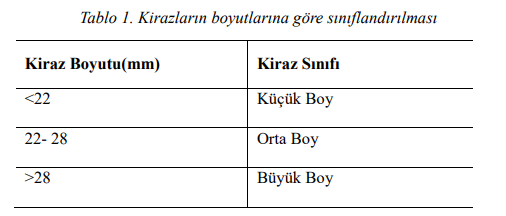 Tablo 1. Kirazların boyutlarına göre sınıflandırılması
Kiraz Boyutu(mm) Kiraz Sınıfı
<22 Küçük Boy
22- 28 Orta Boy
>28 Büyük Boy